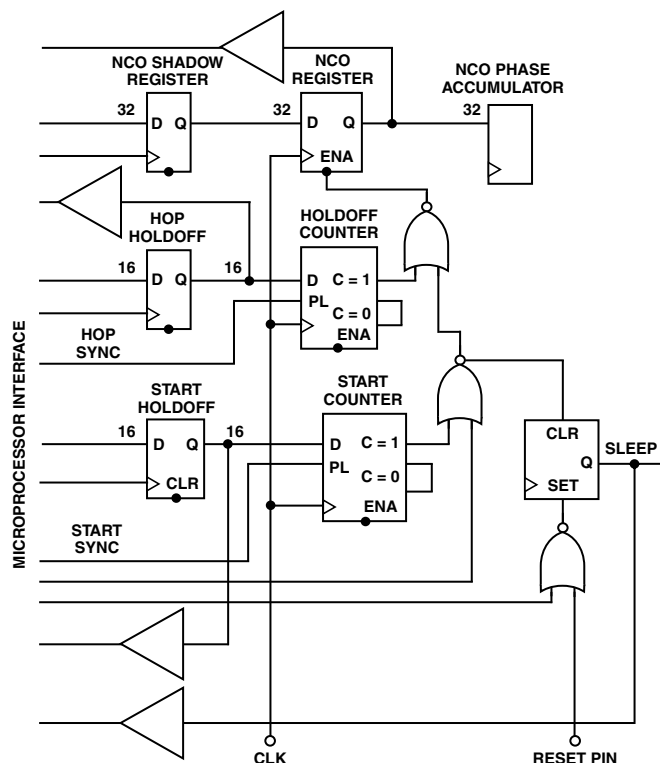 NCO SHADOW
REGISTER
NCO
REGISTER
NCO PHASE
ACCUMULATOR
32
D Q
32
D Q
ENA
32
HOP
HOLDOFF
HOLDOFF
COUNTER
16
D Q
16
D C = 1
PL
C = 0
ENA
HOP
SYNC
MICROPROCESSOR INTERFACE
START
HOLDOFF
START
COUNTER
16
D Q
CLR
16
D C = 1
PL
C = 0
ENA
CLR
Q
SET
SLEEP
START
SYNC
CLK
RESET PIN